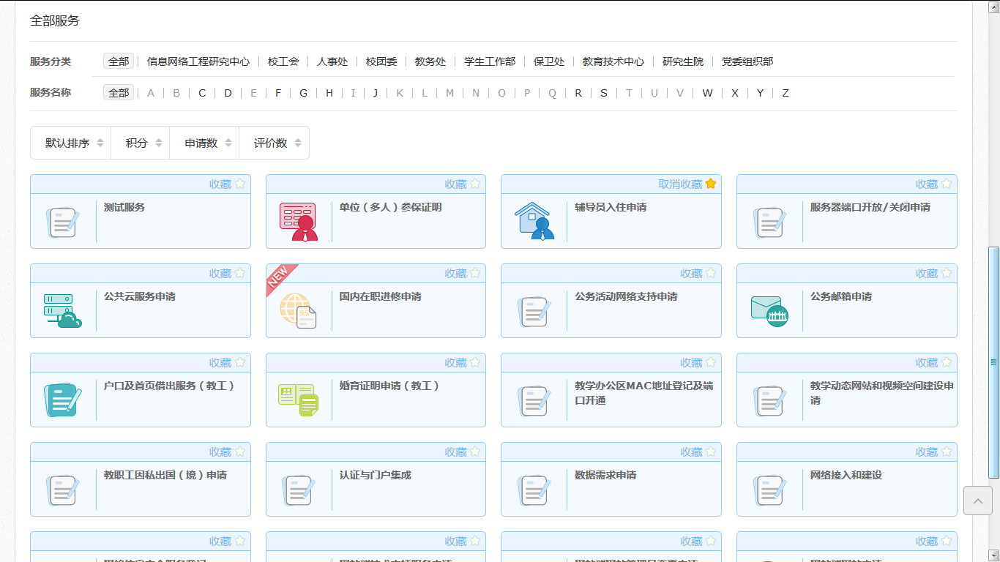 全部服务
服务分类 全部 信息网络工程研究中心 校工会 人事处 校团委 教务处 学生工作部 保卫处 教育技术中心 研究生院 党委组织部
服务名称 全部 A B C D E F G H I J K L M N O P Q R S T U V W X Y Z
默认排序 积分 申请数 评价数
收藏 收藏 取消收藏 收藏
测试服务 单位（多人）参保证明 辅导员入住申请 服务器端口开放/关闭申请
收藏 收藏 收藏 收藏
NEW
公共云服务申请 国内在职进修申请 公务活动网络支持申请 公务邮箱申请
95
收藏 收藏 收藏 收藏
户口及首页借出服务（教工） 婚育证明申请（教工） 教学办公区MAC地址登记及端 教学动态网站和视频空间建设申
口开通 请
收藏 收藏 收藏 收藏
教职工因私出国（境）申请 认证与门户集成 数据需求申请 网络接入和建设
收藏 收藏 收藏 收藏